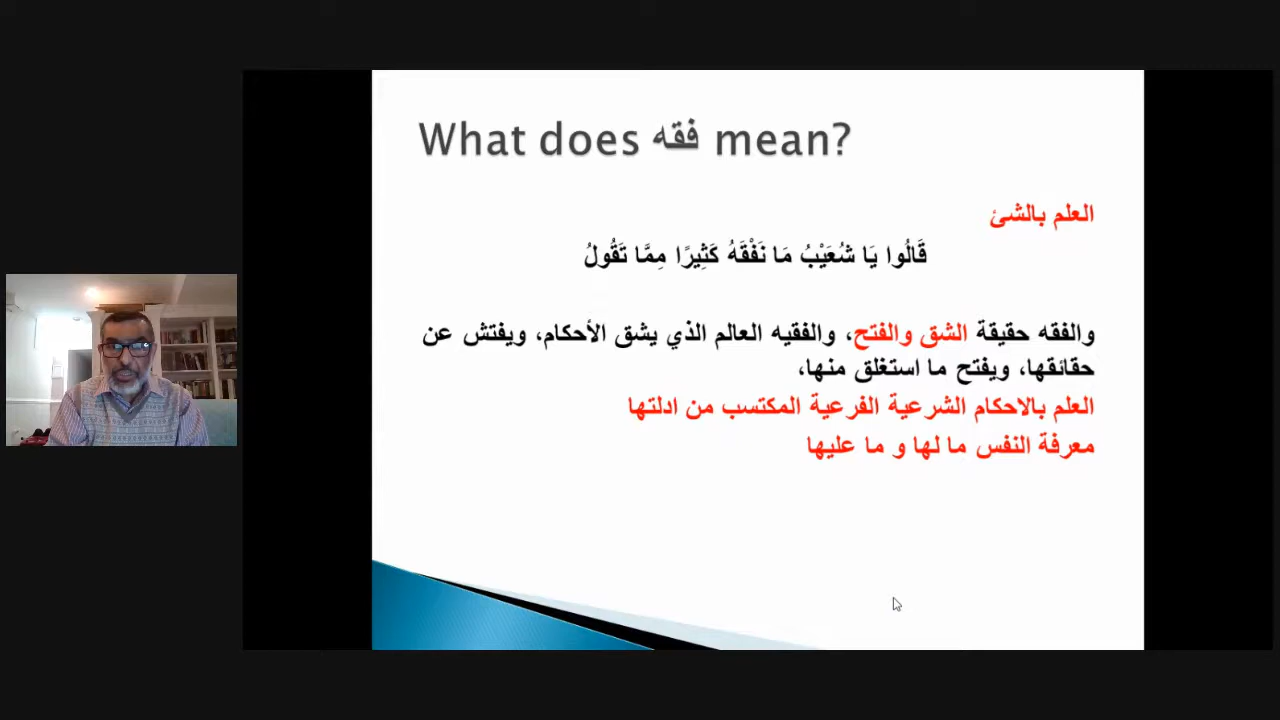 What does فقه mean?
العلم بالشئ
قَالُوا يَا شُعَيْبُ مَا نَفْقَهُ كَثِيرًا مِمَّا تَقُولُ
والفقه حقيقة الشق والفتح، والفقيه العالم الذي يشق الأحكام، ويفتش عن
حقائقها، ويفتح ما استغلق منها،
العلم بالاحكام الشرعية الفرعية المكتسب من ادلتها
معرفة النفس ما لها و ما عليها